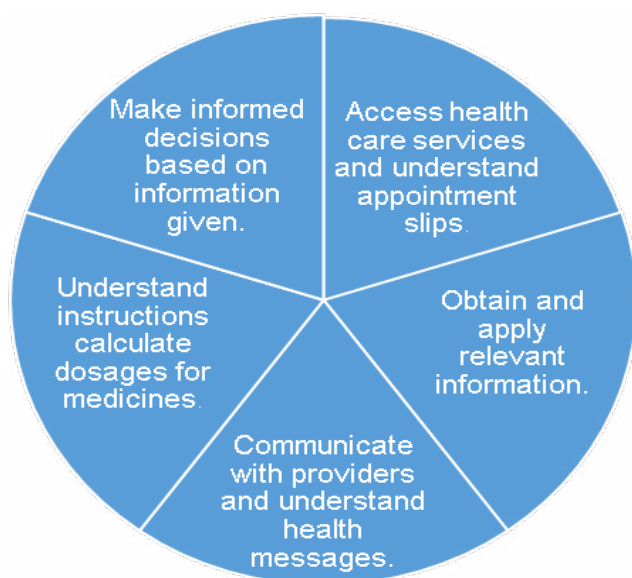 Make informed
decisions
based on
information
given.
Access health
care services
and understand
appointment
slips.
Understand
instructions
calculate
dosages for
medicines.
Obtain and
apply
relevant
information.
Communicate
with providers
and understand
health
messages.